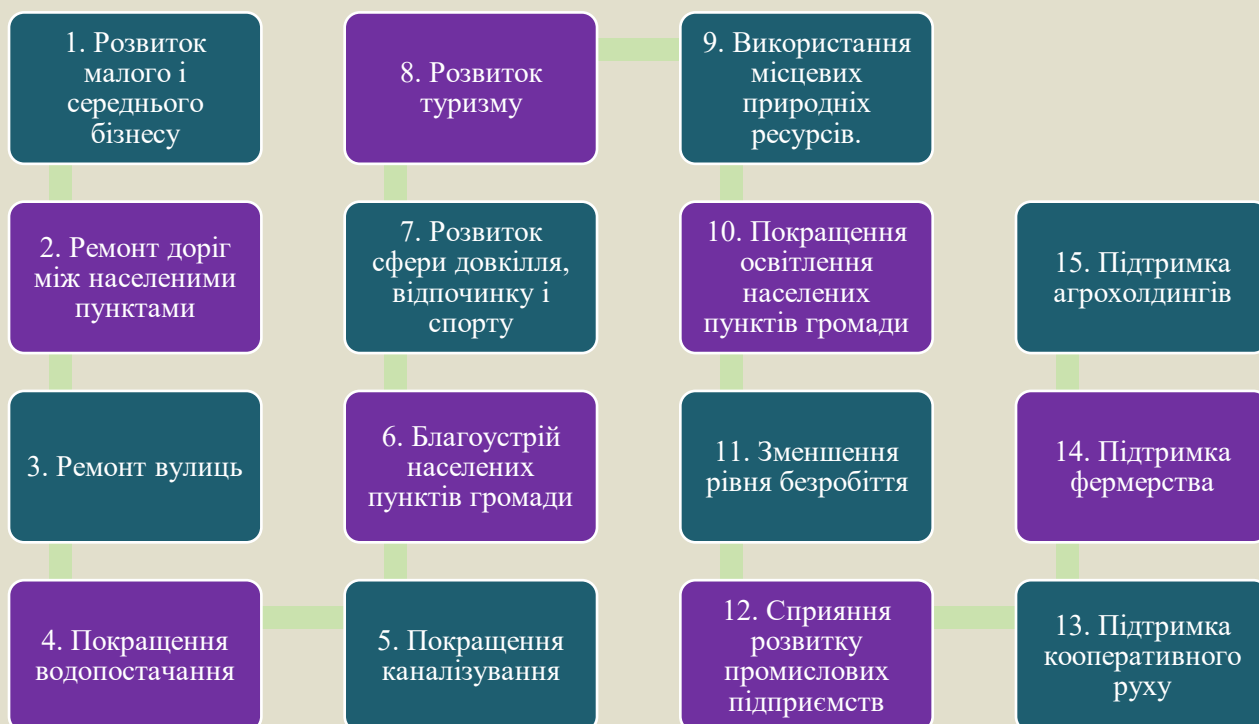 1. Розвиток
малого і
середнього
бізнесу
2. Ремонт доріг
між населеними
пунктами
3. Ремонт вулиць
4. Покращення
водопостачання
5. Покращення
каналізування
6. Благоустрій
населених
пунктів громади
7. Розвиток
сфери довкілля,
відпочинку і
спорту
8. Розвиток
туризму
9. Використання
місцевих
природніх
ресурсів.
10. Покращення
освітлення
населених
пунктів громади
11. Зменшення
рівня безробіття
12. Сприяння
розвитку
промислових
підприємств
13. Підтримка
кооперативного
руху
14. Підтримка
фермерства
15. Підтримка
агрохолдингів